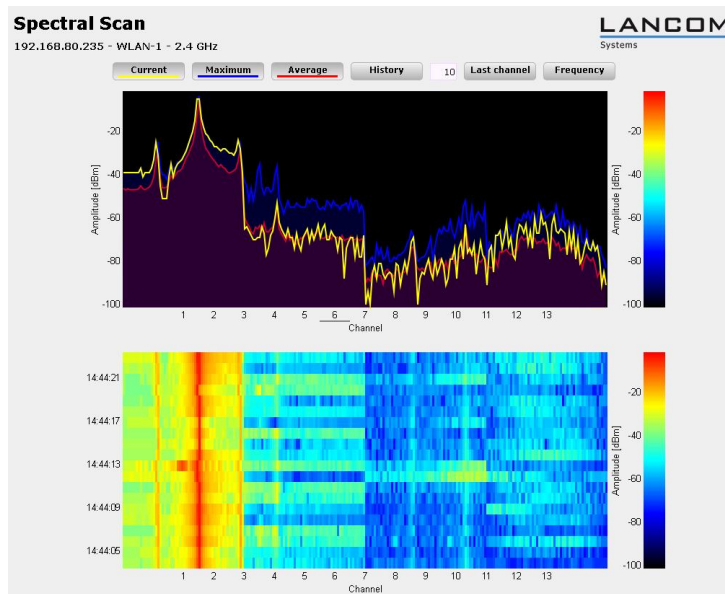 Spectral Scan
LANCOM
Systems
192.168.80.235 - WLAN-1 - 2.4 GHz
Current Maximum Average History 10 Last channel Frequency
Amplitude [dBm]
-20
-40
-60
-80
-100
1 2 3 4 5 6 7 8 9 10 11 12 13
Channel
Amplitude [dBm]
-20
-40
-60
-80
-100
14:44:21
14:44:17
14:44:13
14:44:09
14:44:05
1 2 3 4 5 6 7 8 9 10 11 12 13
Channel
Amplitude [dBm]
-20
-40
-60
-80
-100